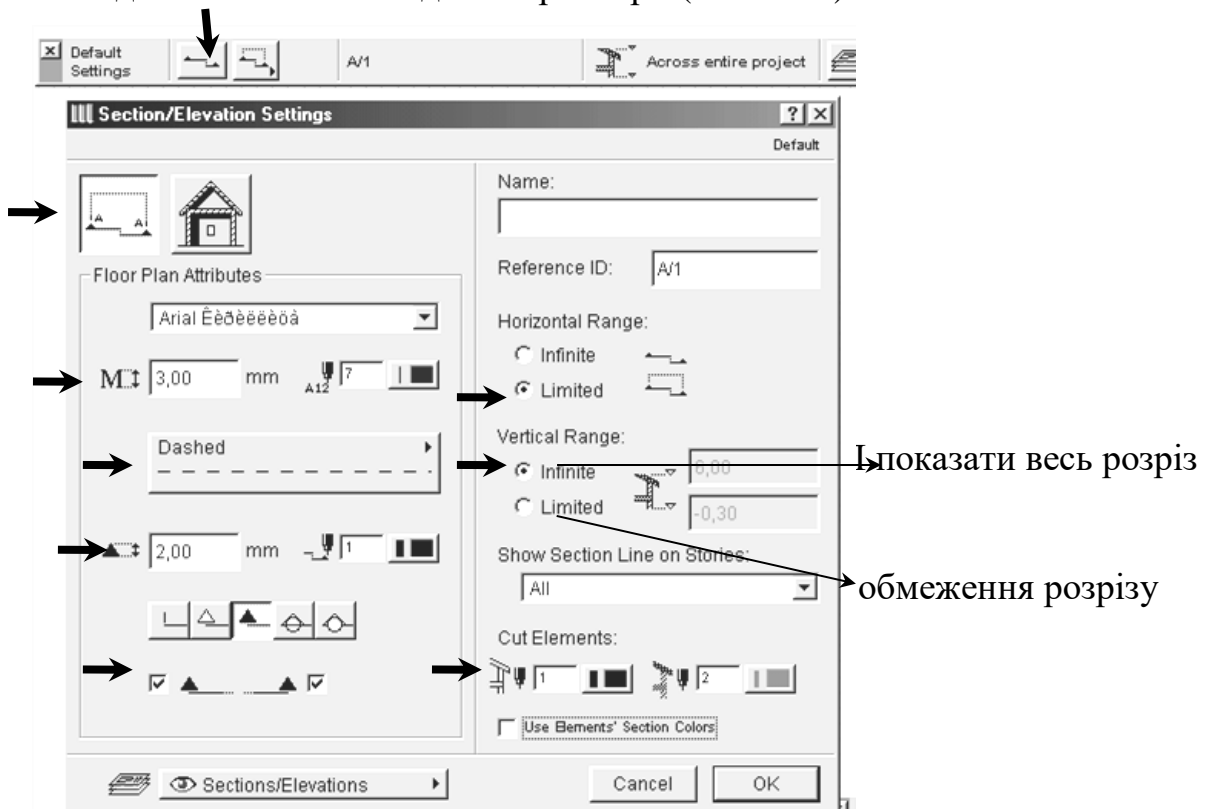 Default
Settings
A/1
Across entire project
Section/Elevation Settings
Default
Name:
Reference ID: A/1
Floor Plan Attributes
Arial Êèðèëëèöà
Horizontal Range:
Infinite
Limited
M 3,00 mm A12 7
Dashed
Vertical Range:
Infinite 6,00
І показати весь розріз
Limited -0,30
2,00 mm 1
Show Section Line on Stories:
All
обмеження розрізу
Cut Elements:
1 2
Use Elements' Section Colors
Sections/Elevations
Cancel OK